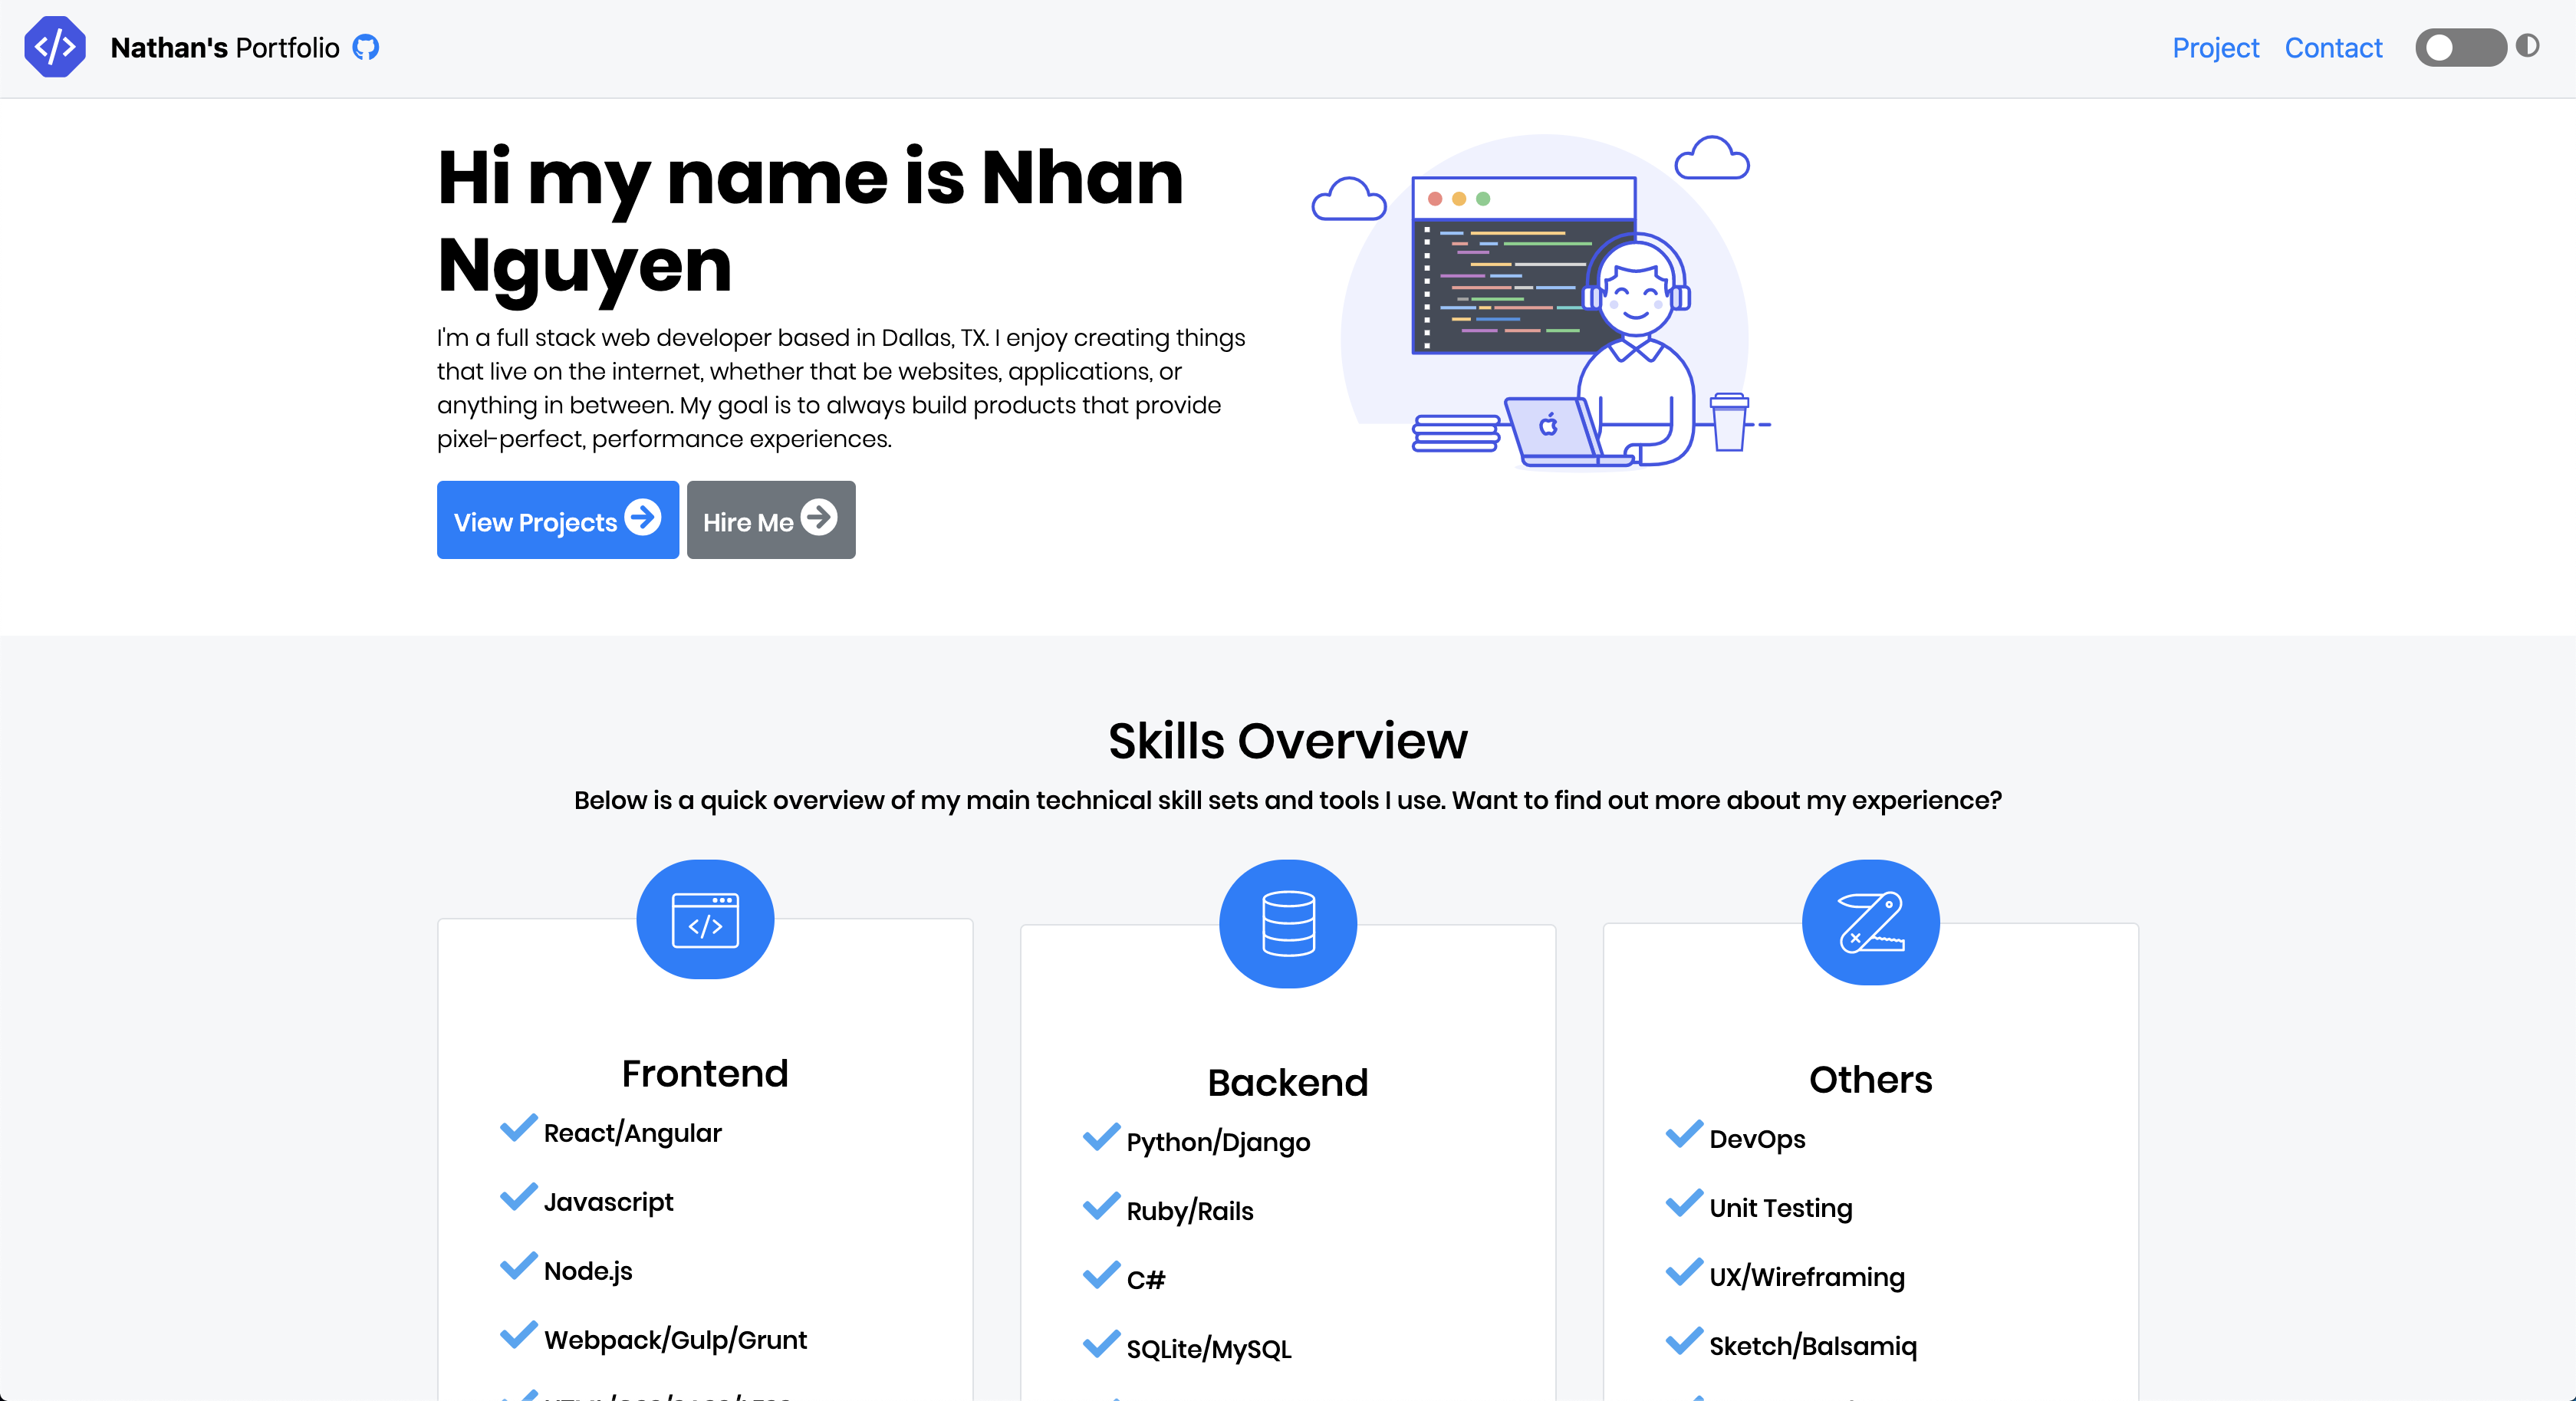 Nathan's Portfolio
Project Contact
Hi my name is Nhan
Nguyen
I'm a full stack web developer based in Dallas, TX. I enjoy creating things
that live on the internet, whether that be websites, applications, or
anything in between. My goal is to always build products that provide
pixel-perfect, performance experiences.
View Projects
Hire Me
Skills Overview
Below is a quick overview of my main technical skill sets and tools I use. Want to find out more about my experience?
Frontend
React/Angular
Javascript
Node.js
Webpack/Gulp/Grunt
Backend
Python/Django
Ruby/Rails
C#
SQLite/MySQL
Others
DevOps
Unit Testing
UX/Wireframing
Sketch/Balsamiq